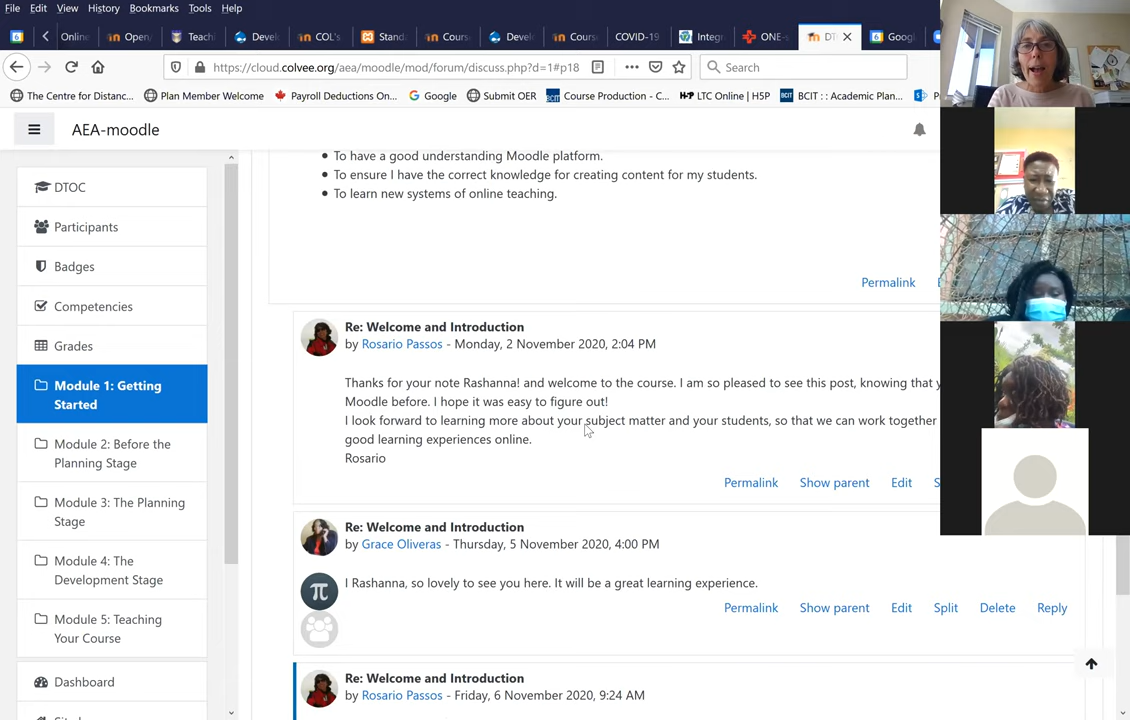 File Edit View History Bookmarks Tools Help
Online Open Teachi Develo COL's Standa Course Develo Course COVID-19 Integr ONE-s DTO Googl
https://cloud.colvee.org/aea/moodle/mod/forum/discuss.php?d=1#p18 Search
The Centre for Distanc... Plan Member Welcome Payroll Deductions On... Google Submit OER Course Production - C... LTC Online | H5P BCIT : : Academic Plan...
AEA-moodle
DTOC
Participants
Badges
Competencies
Grades
Module 1: Getting
Started
Module 2: Before the
Planning Stage
Module 3: The Planning
Stage
Module 4: The
Development Stage
Module 5: Teaching
Your Course
Dashboard
To have a good understanding Moodle platform.
To ensure I have the correct knowledge for creating content for my students.
To learn new systems of online teaching.
Permalink
Re: Welcome and Introduction
by Rosario Passos - Monday, 2 November 2020, 2:04 PM
Thanks for your note Rashanna! and welcome to the course. I am so pleased to see this post, knowing that
Moodle before. I hope it was easy to figure out!
I look forward to learning more about your subject matter and your students, so that we can work together
good learning experiences online.
Rosario
Permalink Show parent Edit
Re: Welcome and Introduction
by Grace Oliveras - Thursday, 5 November 2020, 4:00 PM
I Rashanna, so lovely to see you here. It will be a great learning experience.
π
Permalink Show parent Edit Split Delete Reply
Re: Welcome and Introduction
by Rosario Passos - Friday, 6 November 2020, 9:24 AM